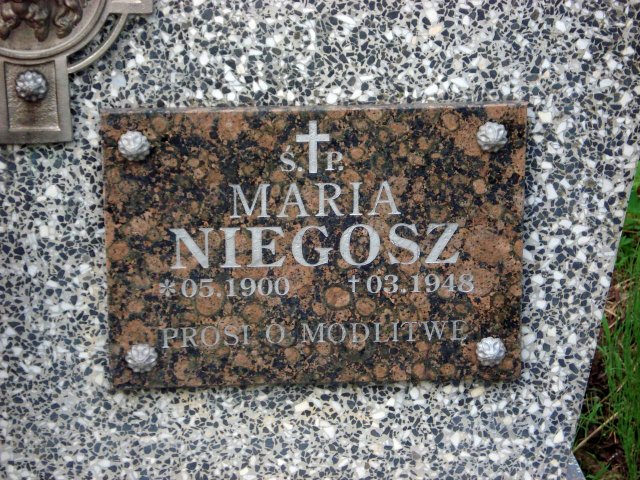 Ś. P.
MARIA
NIEGOSZ
*05.1900 †03.1948
PROSI O MODLITWĘ